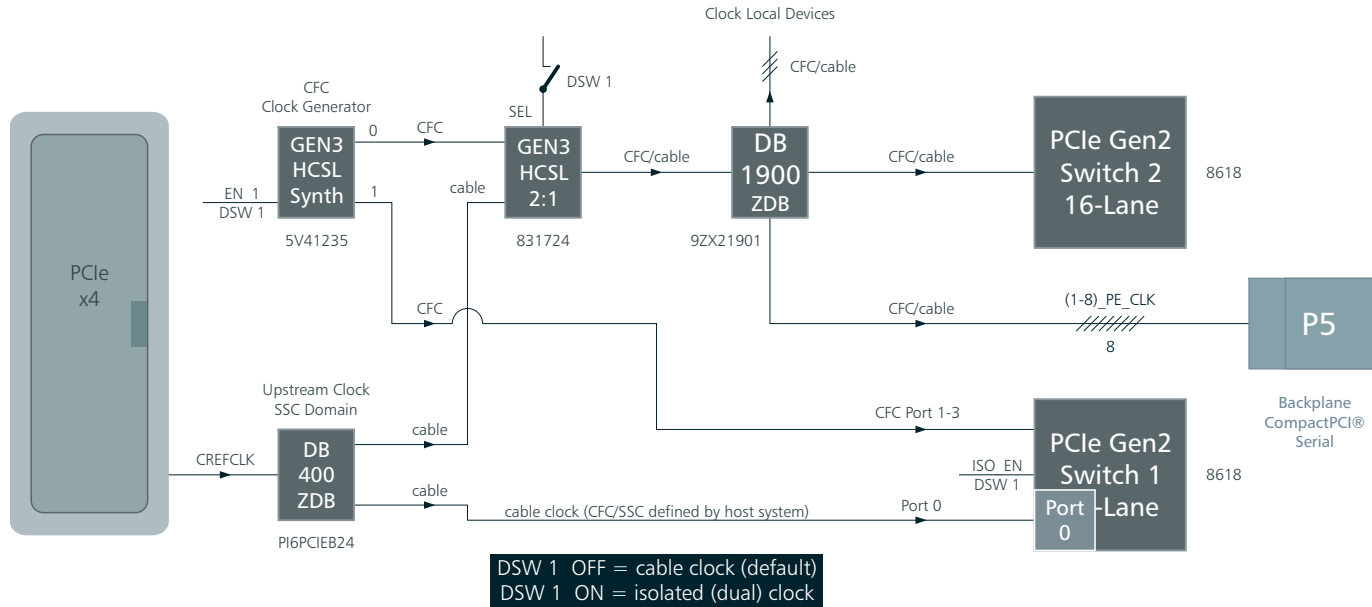 Clock Local Devices
CFC/cable
DSW 1
SEL
CFC
Clock Generator
GEN3
HCSL
Synth
0
1
CFC
EN 1
DSW 1
5V41235
cable
GEN3
HCSL
2:1
831724
CFC/cable
DB
1900
ZDB
9ZX21901
CFC/cable
PCIe Gen2
Switch 2
16-Lane
8618
PCIe
x4
CFC
CFC/cable
(1-8)_PE_CLK
8
P5
Backplane
CompactPCI®
Serial
Upstream Clock
SSC Domain
DB
400
ZDB
PI6PCIEB24
CREFCLK
cable
cable
cable clock (CFC/SSC defined by host system)
Port 0
CFC Port 1-3
ISO EN
DSW 1
PCIe Gen2
Switch 1
-Lane
Port
0
8618
DSW 1 OFF = cable clock (default)
DSW 1 ON = isolated (dual) clock